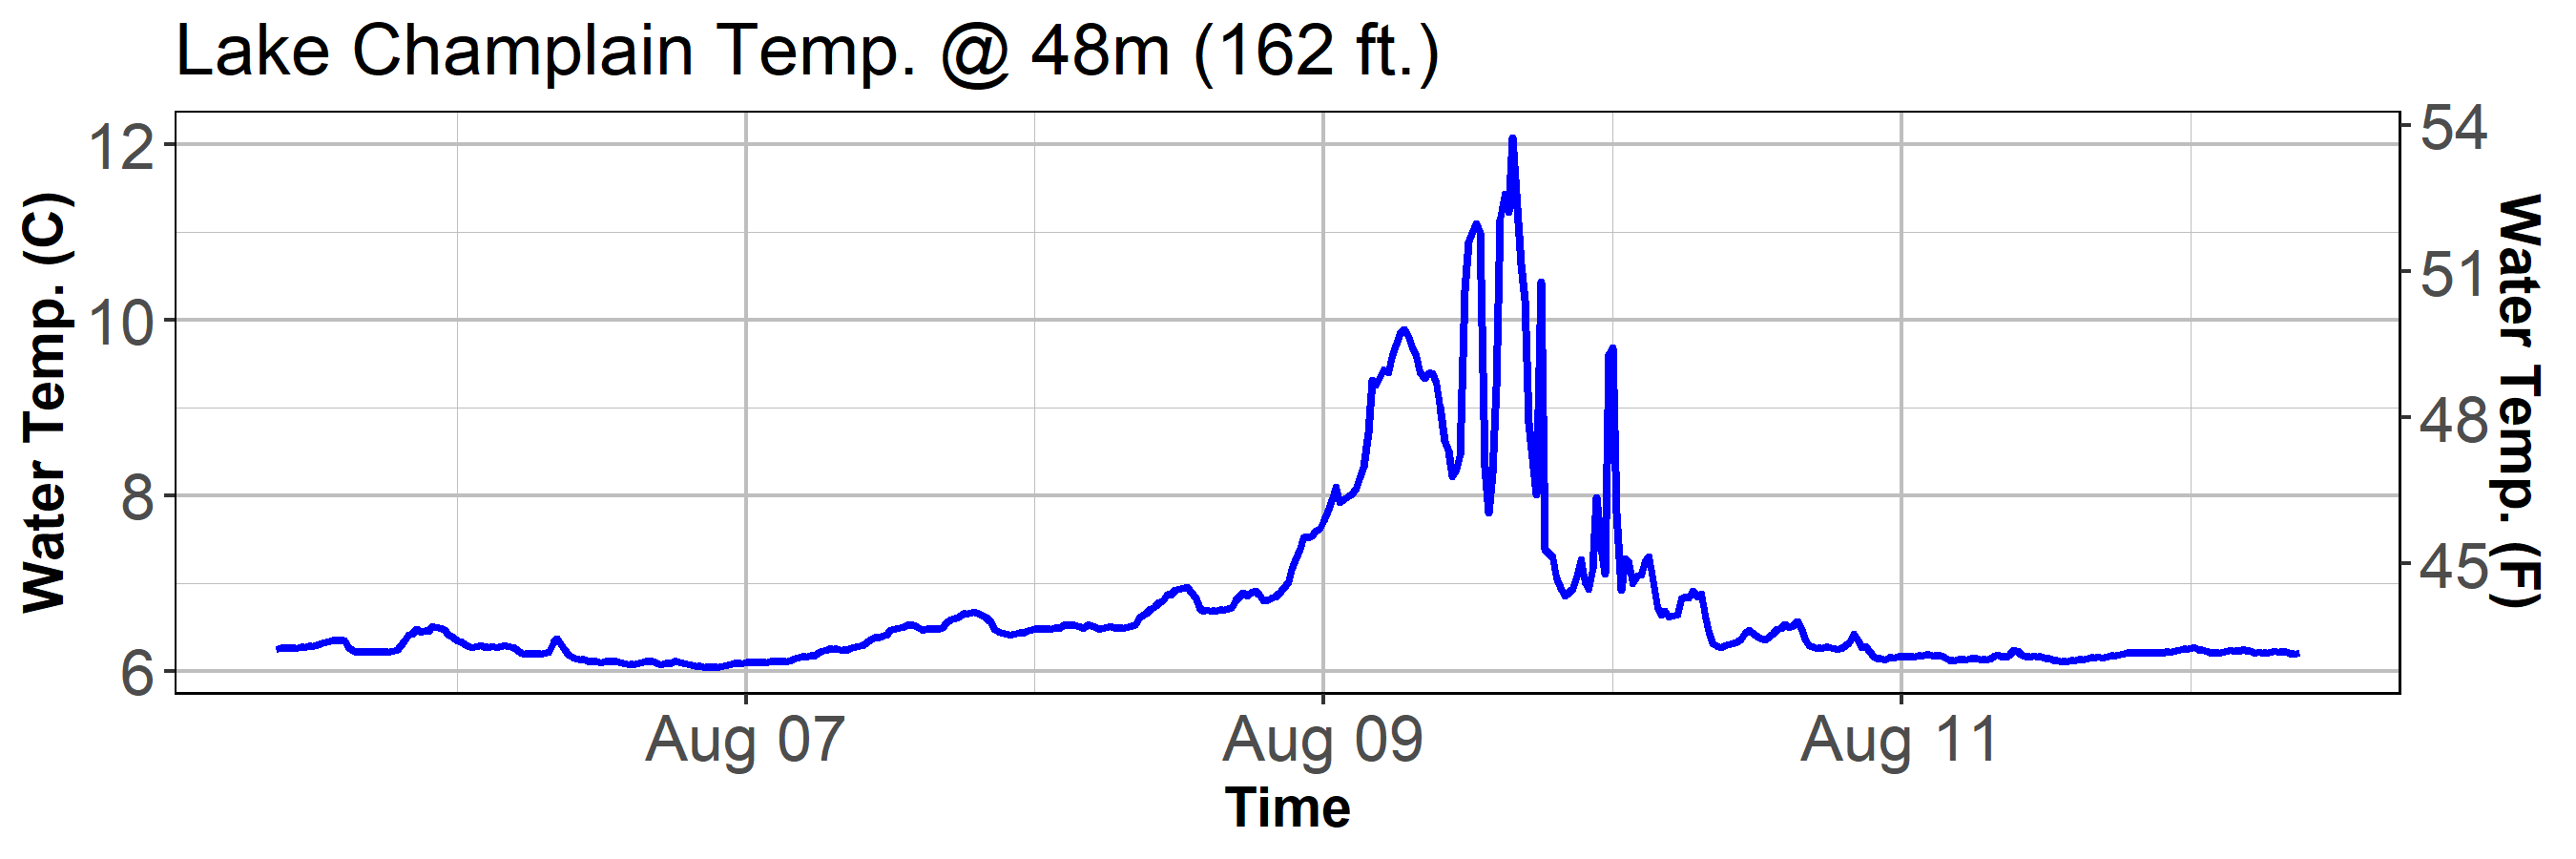 Lake Champlain Temp. @ 48m (162 ft.)
Water Temp. (C)
12
10
8
6
54
51
48
45
Water Temp. (F)
Aug 07 Aug 09 Aug 11
Time